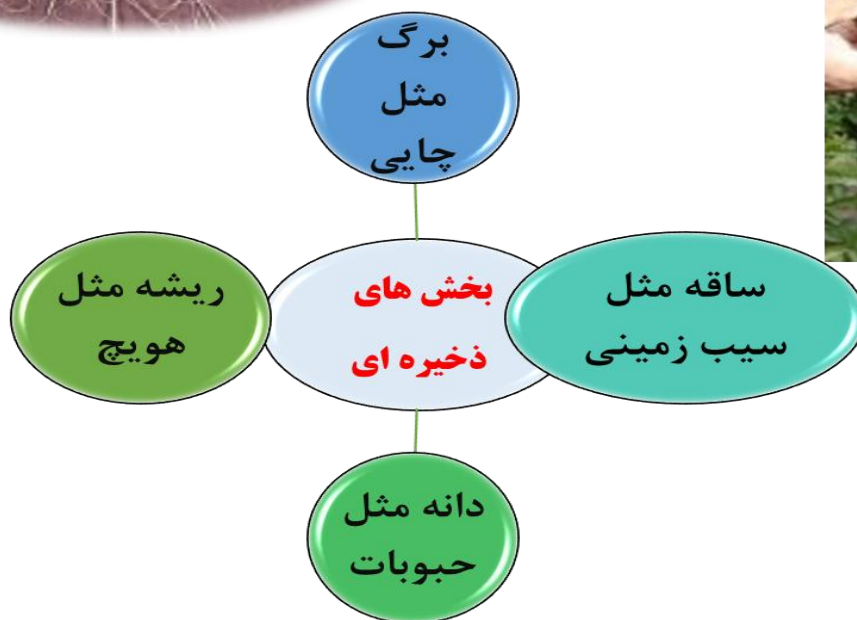 برگ
مثل
چایی
بخش های
ذخیره ای
ساقه مثل
سیب زمینی
ریشه مثل
هویچ
دانه مثل
حبوبات